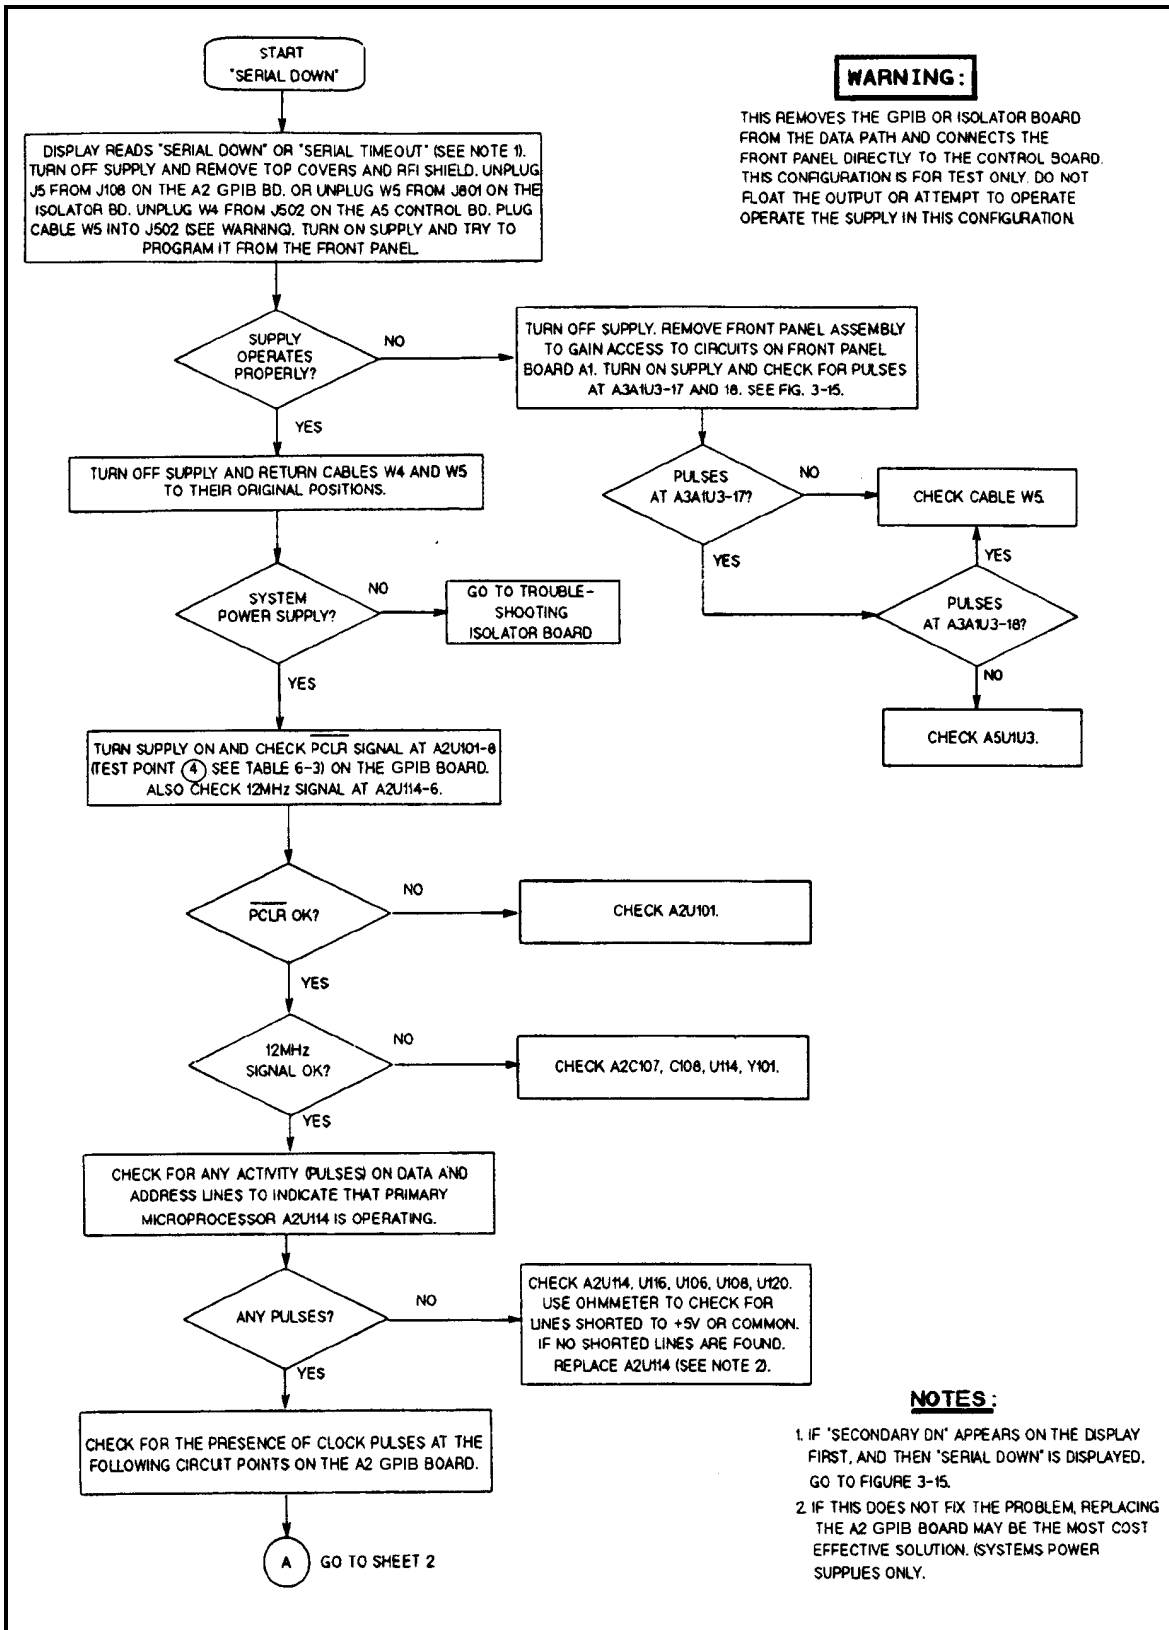 START
"SERIAL DOWN"
WARNING:
THIS REMOVES THE GPIB OR ISOLATOR BOARD
FROM THE DATA PATH AND CONNECTS THE
FRONT PANEL DIRECTLY TO THE CONTROL BOARD.
THIS CONFIGURATION IS FOR TEST ONLY. DO NOT
FLOAT THE OUTPUT OR ATTEMPT TO OPERATE
OPERATE THE SUPPLY IN THIS CONFIGURATION.
DISPLAY READS "SERIAL DOWN" OR "SERIAL TIMEOUT" (SEE NOTE 1).
TURN OFF SUPPLY AND REMOVE TOP COVERS AND RFI SHIELD. UNPLUG
J5 FROM J108 ON THE A2 GPIB BD. OR UNPLUG W5 FROM J801 ON THE
ISOLATOR BD. UNPLUG W4 FROM J502 ON THE A5 CONTROL BD. PLUG
CABLE W5 INTO J502 (SEE WARNING). TURN ON SUPPLY AND TRY TO
PROGRAM IT FROM THE FRONT PANEL.
SUPPLY
OPERATES
PROPERLY?
NO
TURN OFF SUPPLY. REMOVE FRONT PANEL ASSEMBLY
TO GAIN ACCESS TO CIRCUITS ON FRONT PANEL
BOARD A1. TURN ON SUPPLY AND CHECK FOR PULSES
AT A3A1U3-17 AND 18. SEE FIG. 3-15.
YES
TURN OFF SUPPLY AND RETURN CABLES W4 AND W5
TO THEIR ORIGINAL POSITIONS.
PULSES
AT A3A1U3-17?
NO
CHECK CABLE W5.
YES
YES
PULSES
AT A3A1U3-18?
NO
CHECK A5U1U3.
SYSTEM
POWER SUPPLY?
NO
GO TO TROUBLE-
SHOOTING
ISOLATOR BOARD
YES
TURN SUPPLY ON AND CHECK PCLR SIGNAL AT A2U101-8
(TEST POINT 4 SEE TABLE 6-3) ON THE GPIB BOARD.
ALSO CHECK 12MHz SIGNAL AT A2U114-6.
PCLR OK?
NO
CHECK A2U101.
YES
12MHz
SIGNAL OK?
NO
CHECK A2C107, C108, U114, Y101.
YES
CHECK FOR ANY ACTIVITY (PULSES) ON DATA AND
ADDRESS LINES TO INDICATE THAT PRIMARY
MICROPROCESSOR A2U114 IS OPERATING.
ANY PULSES?
NO
CHECK A2U114, U116, U106, U108, U120.
USE OHMMETER TO CHECK FOR
LINES SHORTED TO +5V OR COMMON.
IF NO SHORTED LINES ARE FOUND.
REPLACE A2U114 (SEE NOTE 2).
YES
CHECK FOR THE PRESENCE OF CLOCK PULSES AT THE
FOLLOWING CIRCUIT POINTS ON THE A2 GPIB BOARD.
A GO TO SHEET 2
NOTES:
1. IF "SECONDARY DN" APPEARS ON THE DISPLAY
FIRST, AND THEN "SERIAL DOWN" IS DISPLAYED.
GO TO FIGURE 3-15.
2 IF THIS DOES NOT FIX THE PROBLEM, REPLACING
THE A2 GPIB BOARD MAY BE THE MOST COST
EFFECTIVE SOLUTION. (SYSTEMS POWER
SUPPLIES ONLY.